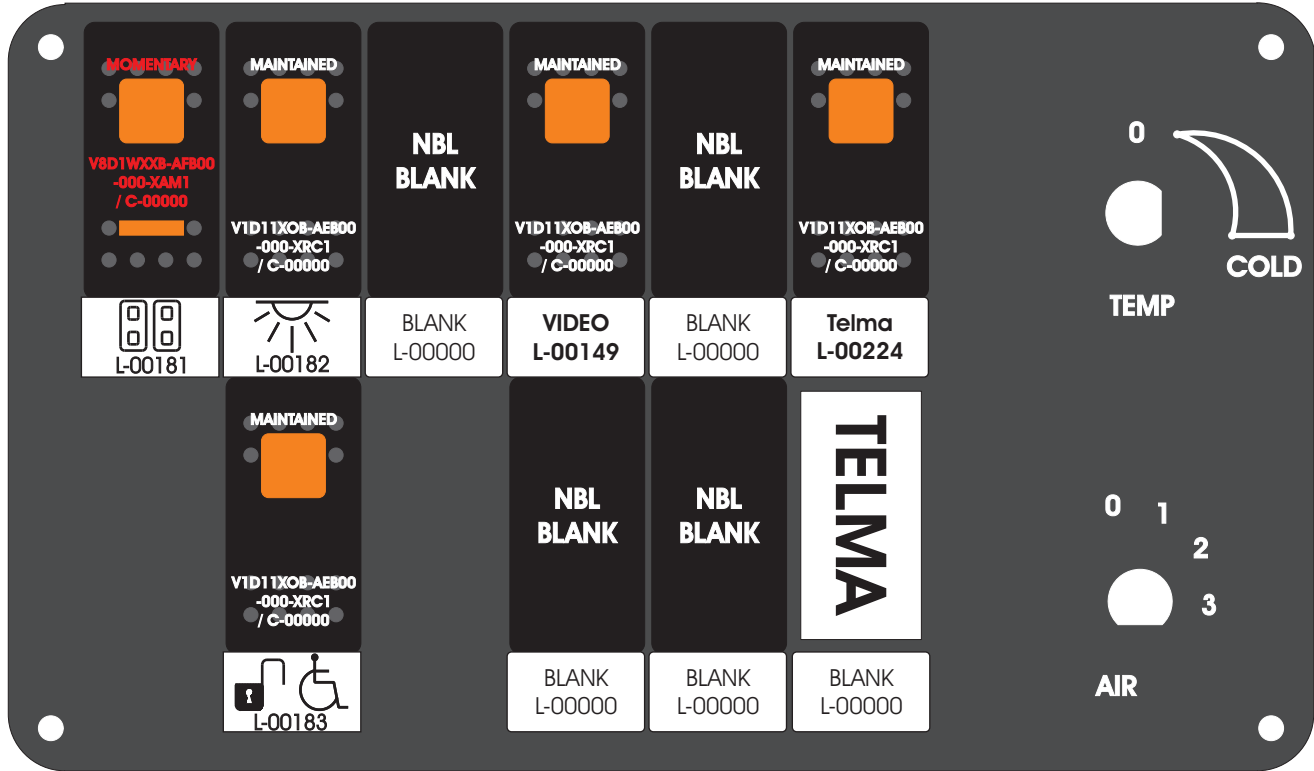 MOMENTARY
V8D1WXXB-AFB00
-000-XAM1
/ C-00000
L-00181
MAINTAINED
V1D11XOB-AEB00
-000-XRC1
/ C-00000
L-00182
NBL
BLANK
BLANK
L-00000
MAINTAINED
V1D11XOB-AEB00
-000-XRC1
/ C-00000
VIDEO
L-00149
NBL
BLANK
BLANK
L-00000
MAINTAINED
V1D11XOB-AEB00
-000-XRC1
/ C-00000
Telma
L-00224
0
COLD
TEMP
MAINTAINED
V1D11XOB-AEB00
-000-XRC1
/ C-00000
L-00183
NBL
BLANK
BLANK
L-00000
NBL
BLANK
BLANK
L-00000
TELMA
BLANK
L-00000
0
1
2
3
AIR